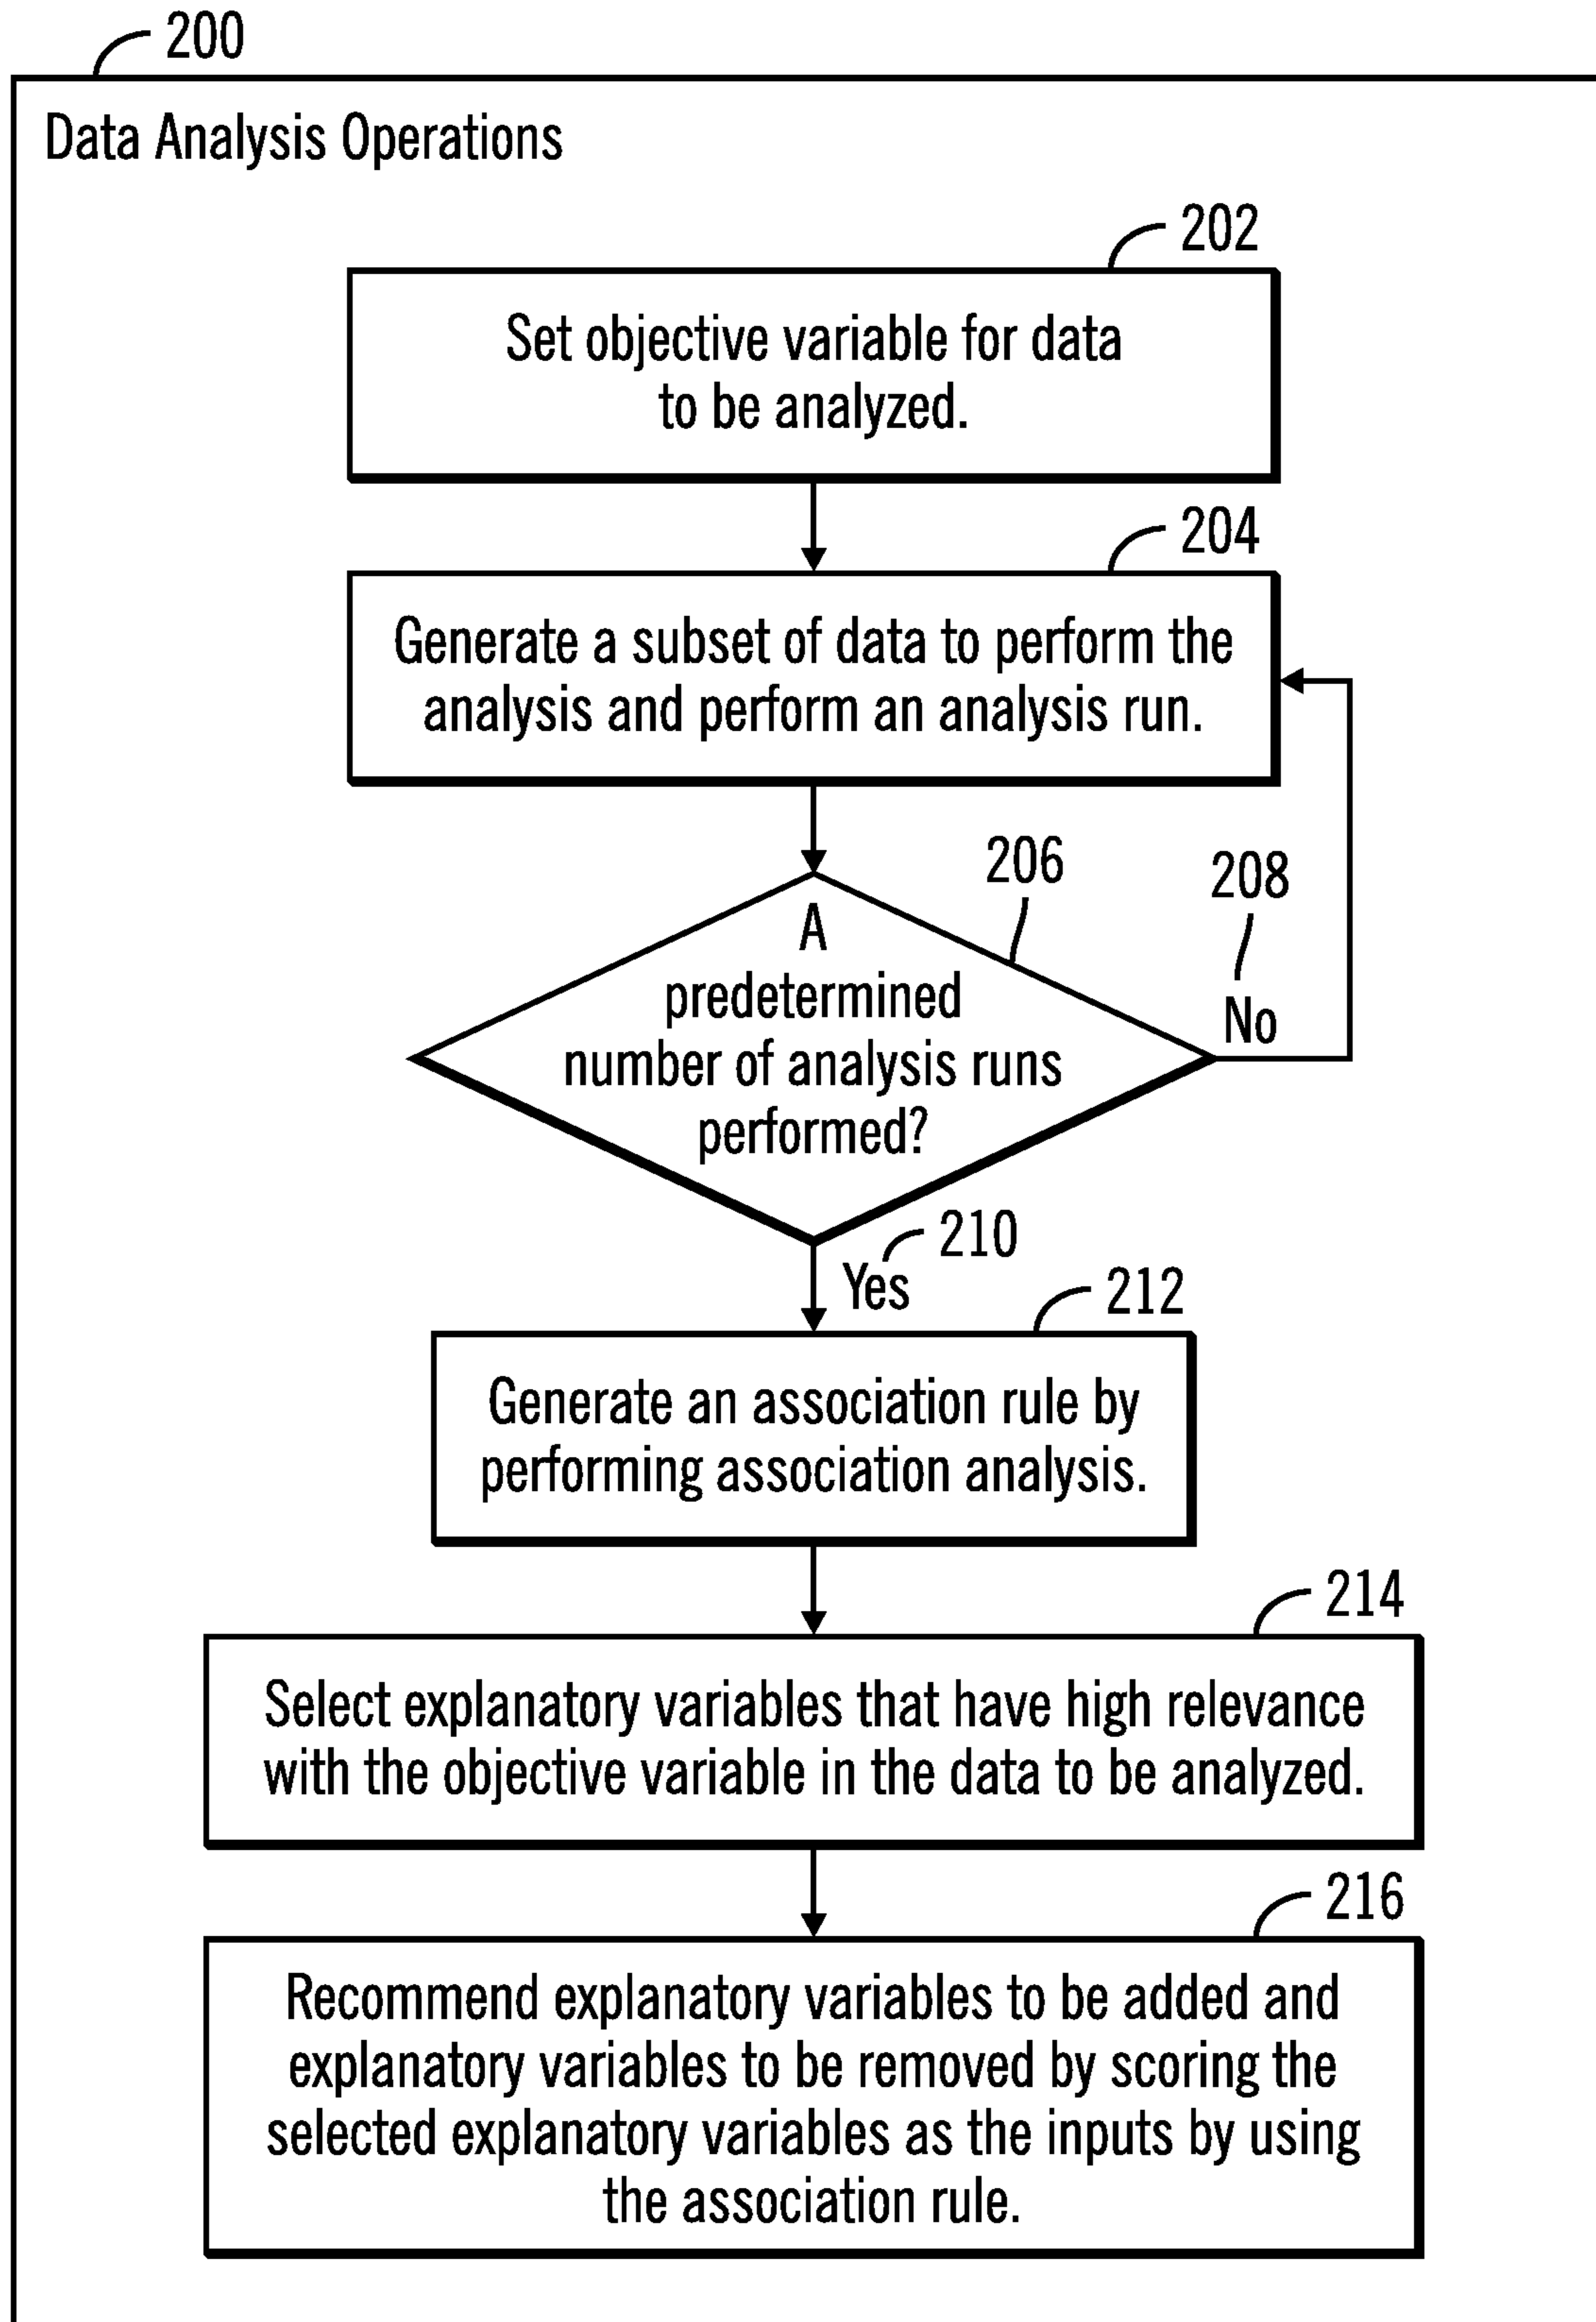 200
Data Analysis Operations
202
Set objective variable for data
to be analyzed.
204
Generate a subset of data to perform the
analysis and perform an analysis run.
206
208
A
predetermined
number of analysis runs
performed?
No
210
Yes
212
Generate an association rule by
performing association analysis.
214
Select explanatory variables that have high relevance
with the objective variable in the data to be analyzed.
216
Recommend explanatory variables to be added and
explanatory variables to be removed by scoring the
selected explanatory variables as the inputs by using
the association rule.